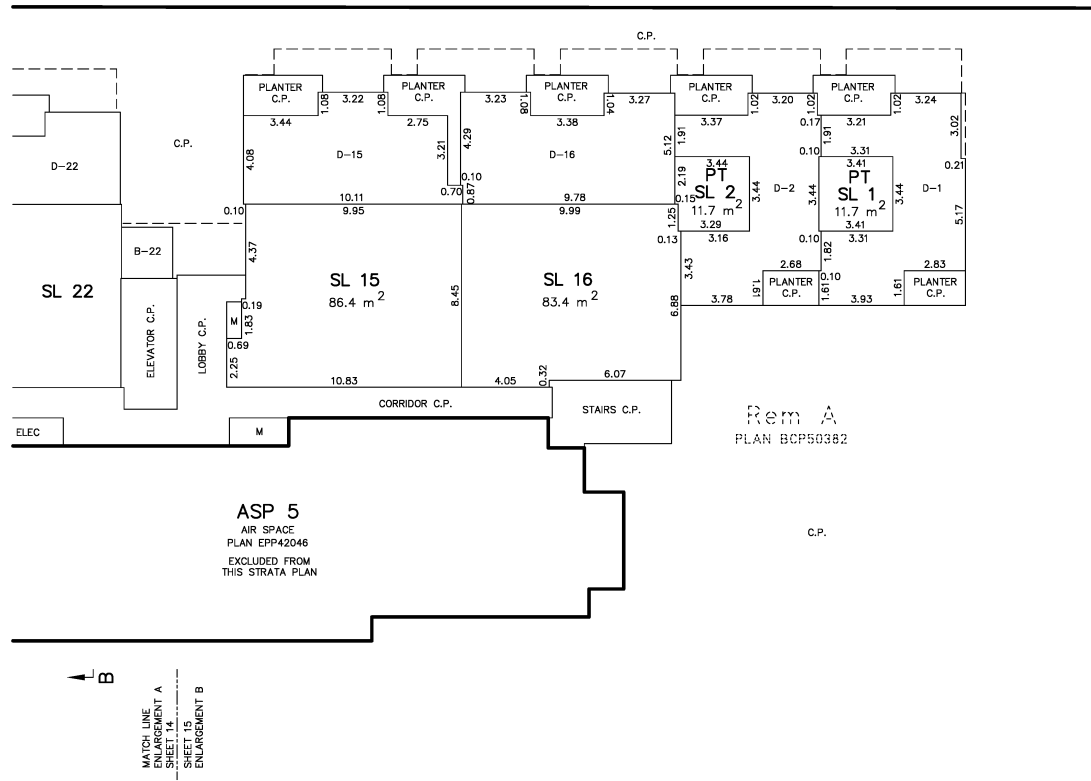 C.P.
PLANTER
C.P.
PLANTER
C.P.
PLANTER
C.P.
PLANTER
C.P.
PLANTER
C.P.
1.08
3.22
1.08
3.23
1.08
3.27
1.04
1.02
3.20
1.02
1.02
3.24
3.44
2.75
3.38
3.37
0.17
3.21
3.02
C.P.
D-22
4.08
D-15
3.21
4.29
D-16
5.12
1.91
1.91
0.10
3.31
0.21
3.44
3.41
0.10
0.70
0.87
2.19
PT
SL 2
11.7 m2
3.44
D-2
3.44
PT
SL 1
11.7 m2
3.44
D-1
5.17
10.11
9.78
0.15
0.10
9.95
9.99
1.25
3.29
3.41
0.13
3.16
0.10
3.31
B-22
4.37
3.43
1.82
SL 22
SL 15
86.4 m2
8.45
SL 16
83.4 m2
6.88
2.68
0.10
2.83
1.61
PLANTER
C.P.
1.61
1.61
PLANTER
C.P.
3.78
3.93
ELEVATOR C.P.
LOBBY C.P.
0.19
M
1.83
0.69
2.25
10.83
4.05
0.32
6.07
CORRIDOR C.P.
STAIRS C.P.
ELEC
M
Rem A
PLAN BCP50382
ASP 5
AIR SPACE
PLAN EPP42046
EXCLUDED FROM
THIS STRATA PLAN
C.P.
B
MATCH LINE
ENLARGEMENT A
SHEET 14
SHEET 15
ENLARGEMENT B